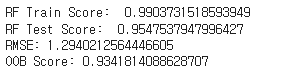 RF Train Score:  0.9903731518593949
RF Test Score:  0.9547537947996427
RMSE: 1.2940212564446605
OOB Score: 0.9341814088628707